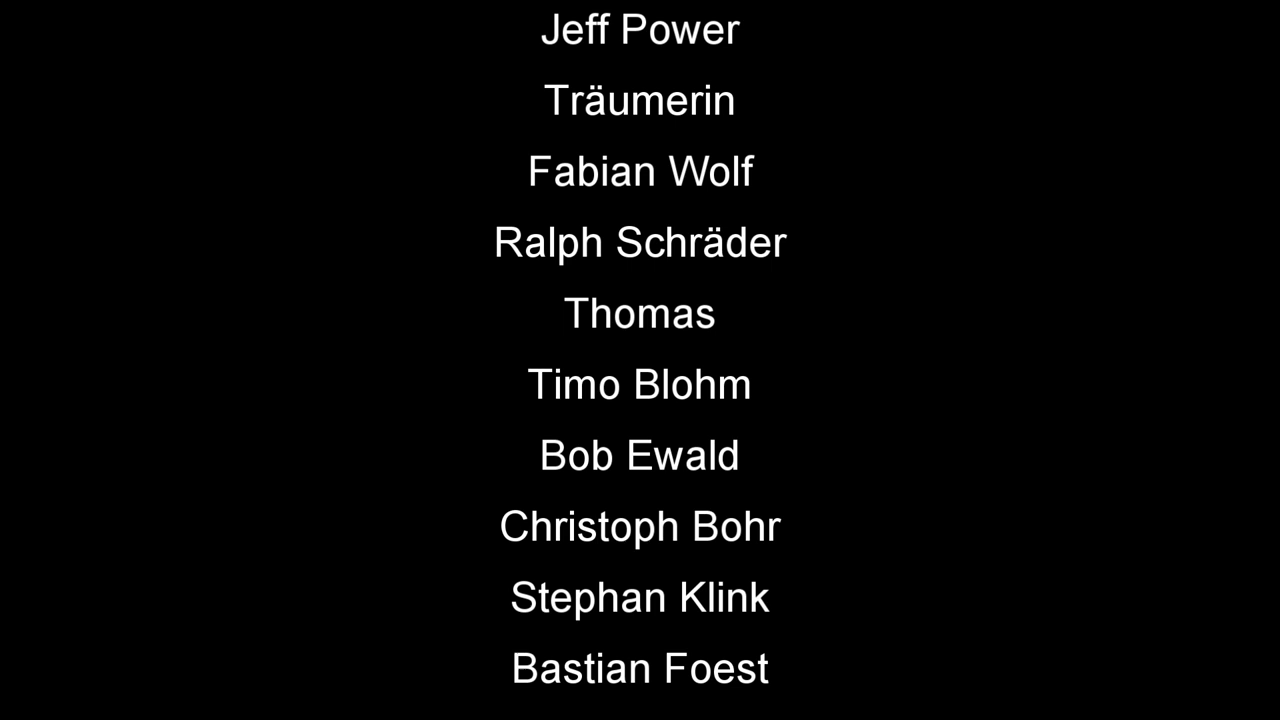 Jeff Power
Träumerin
Fabian Wolf
Ralph Schräder
Thomas
Timo Blohm
Bob Ewald
Christoph Bohr
Stephan Klink
Bastian Foest